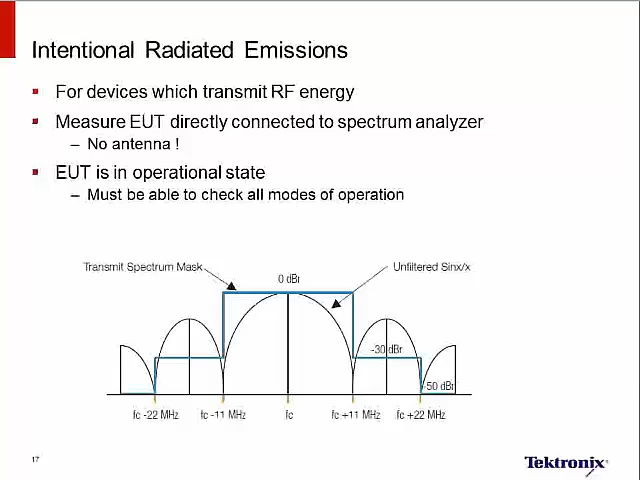 Intentional Radiated Emissions
▪ For devices which transmit RF energy
▪ Measure EUT directly connected to spectrum analyzer
– No antenna !
▪ EUT is in operational state
– Must be able to check all modes of operation
Transmit Spectrum Mask
0 dBr
Unfiltered Sinx/x
-30 dBr
-50 dBr
fc -22 MHz
fc -11 MHz
fc
fc +11 MHz
fc +22 MHz
17
Tektronix